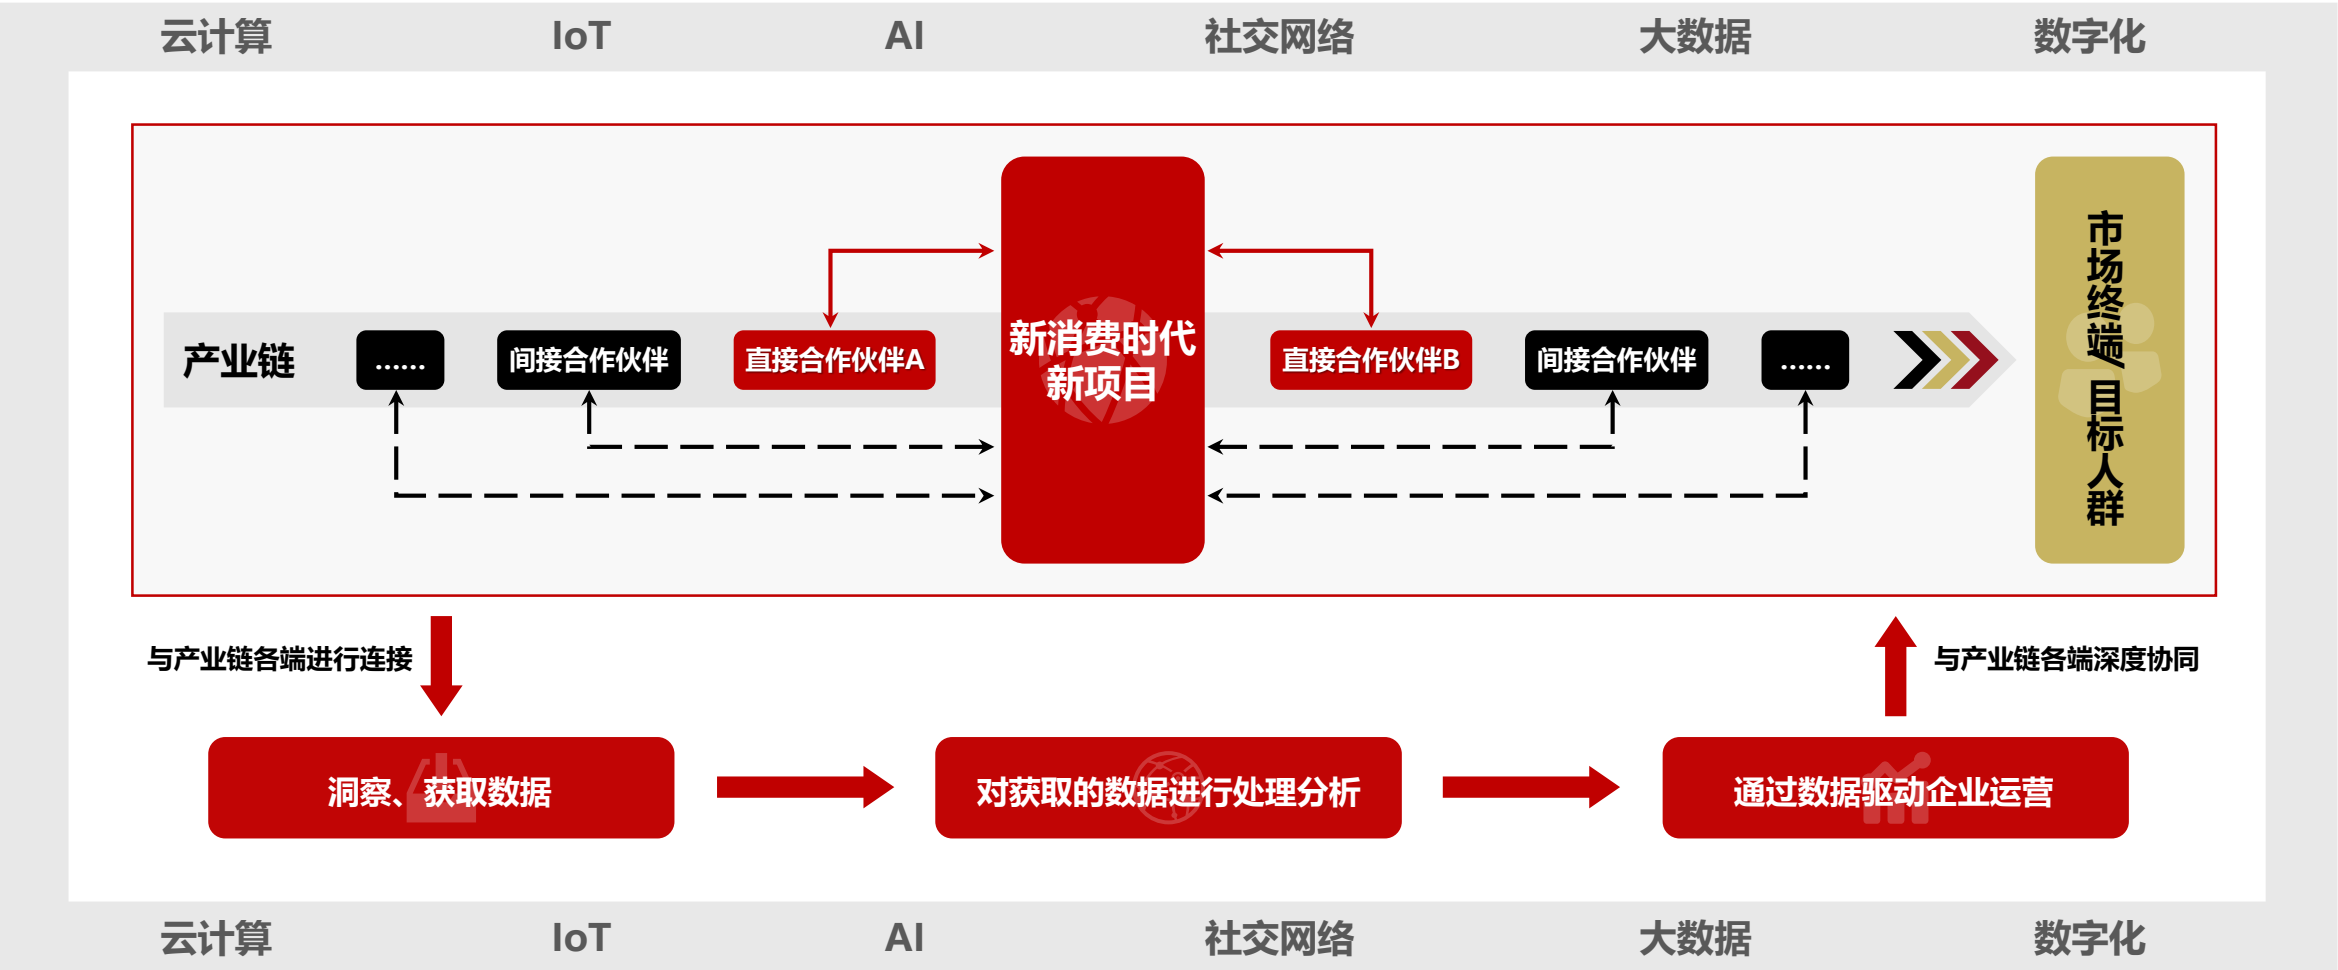 云计算 IoT AI 社交网络 大数据 数字化
产业链
……
间接合作伙伴
直接合作伙伴A
新消费时代
新项目
直接合作伙伴B
间接合作伙伴
……
市场终端/目标人群
与产业链各端进行连接
与产业链各端深度协同
洞察、获取数据
对获取的数据进行处理分析
通过数据驱动企业运营
云计算 IoT AI 社交网络 大数据 数字化